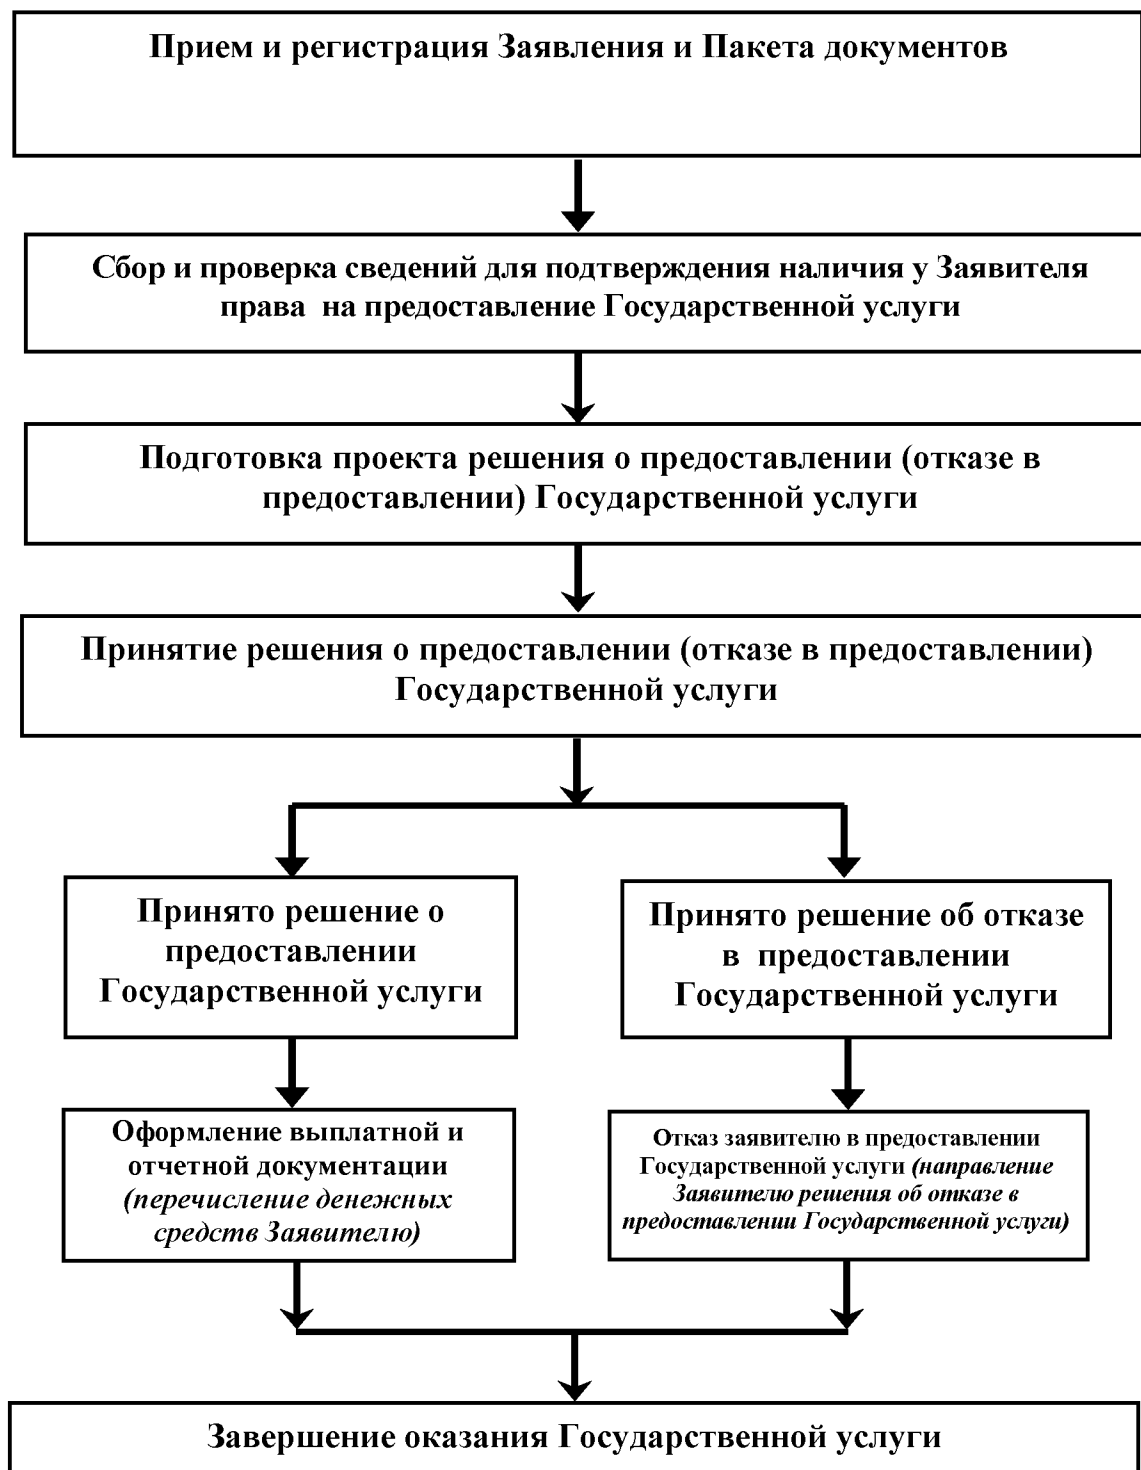 Прием и регистрация Заявления и Пакета документов
Сбор и проверка сведений для подтверждения наличия у Заявителя
права на предоставление Государственной услуги
Подготовка проекта решения о предоставлении (отказе в
предоставлении) Государственной услуги
Принятие решения о предоставлении (отказе в предоставлении)
Государственной услуги
Принято решение о
предоставлении
Государственной услуги
Принято решение об отказе
в предоставлении
Государственной услуги
Оформление выплатной и
отчетной документации
(перечисление денежных
средств Заявителю)
Отказ заявителю в предоставлении
Государственной услуги (направление
Заявителю решения об отказе в
предоставлении Государственной услуги)
Завершение оказания Государственной услуги